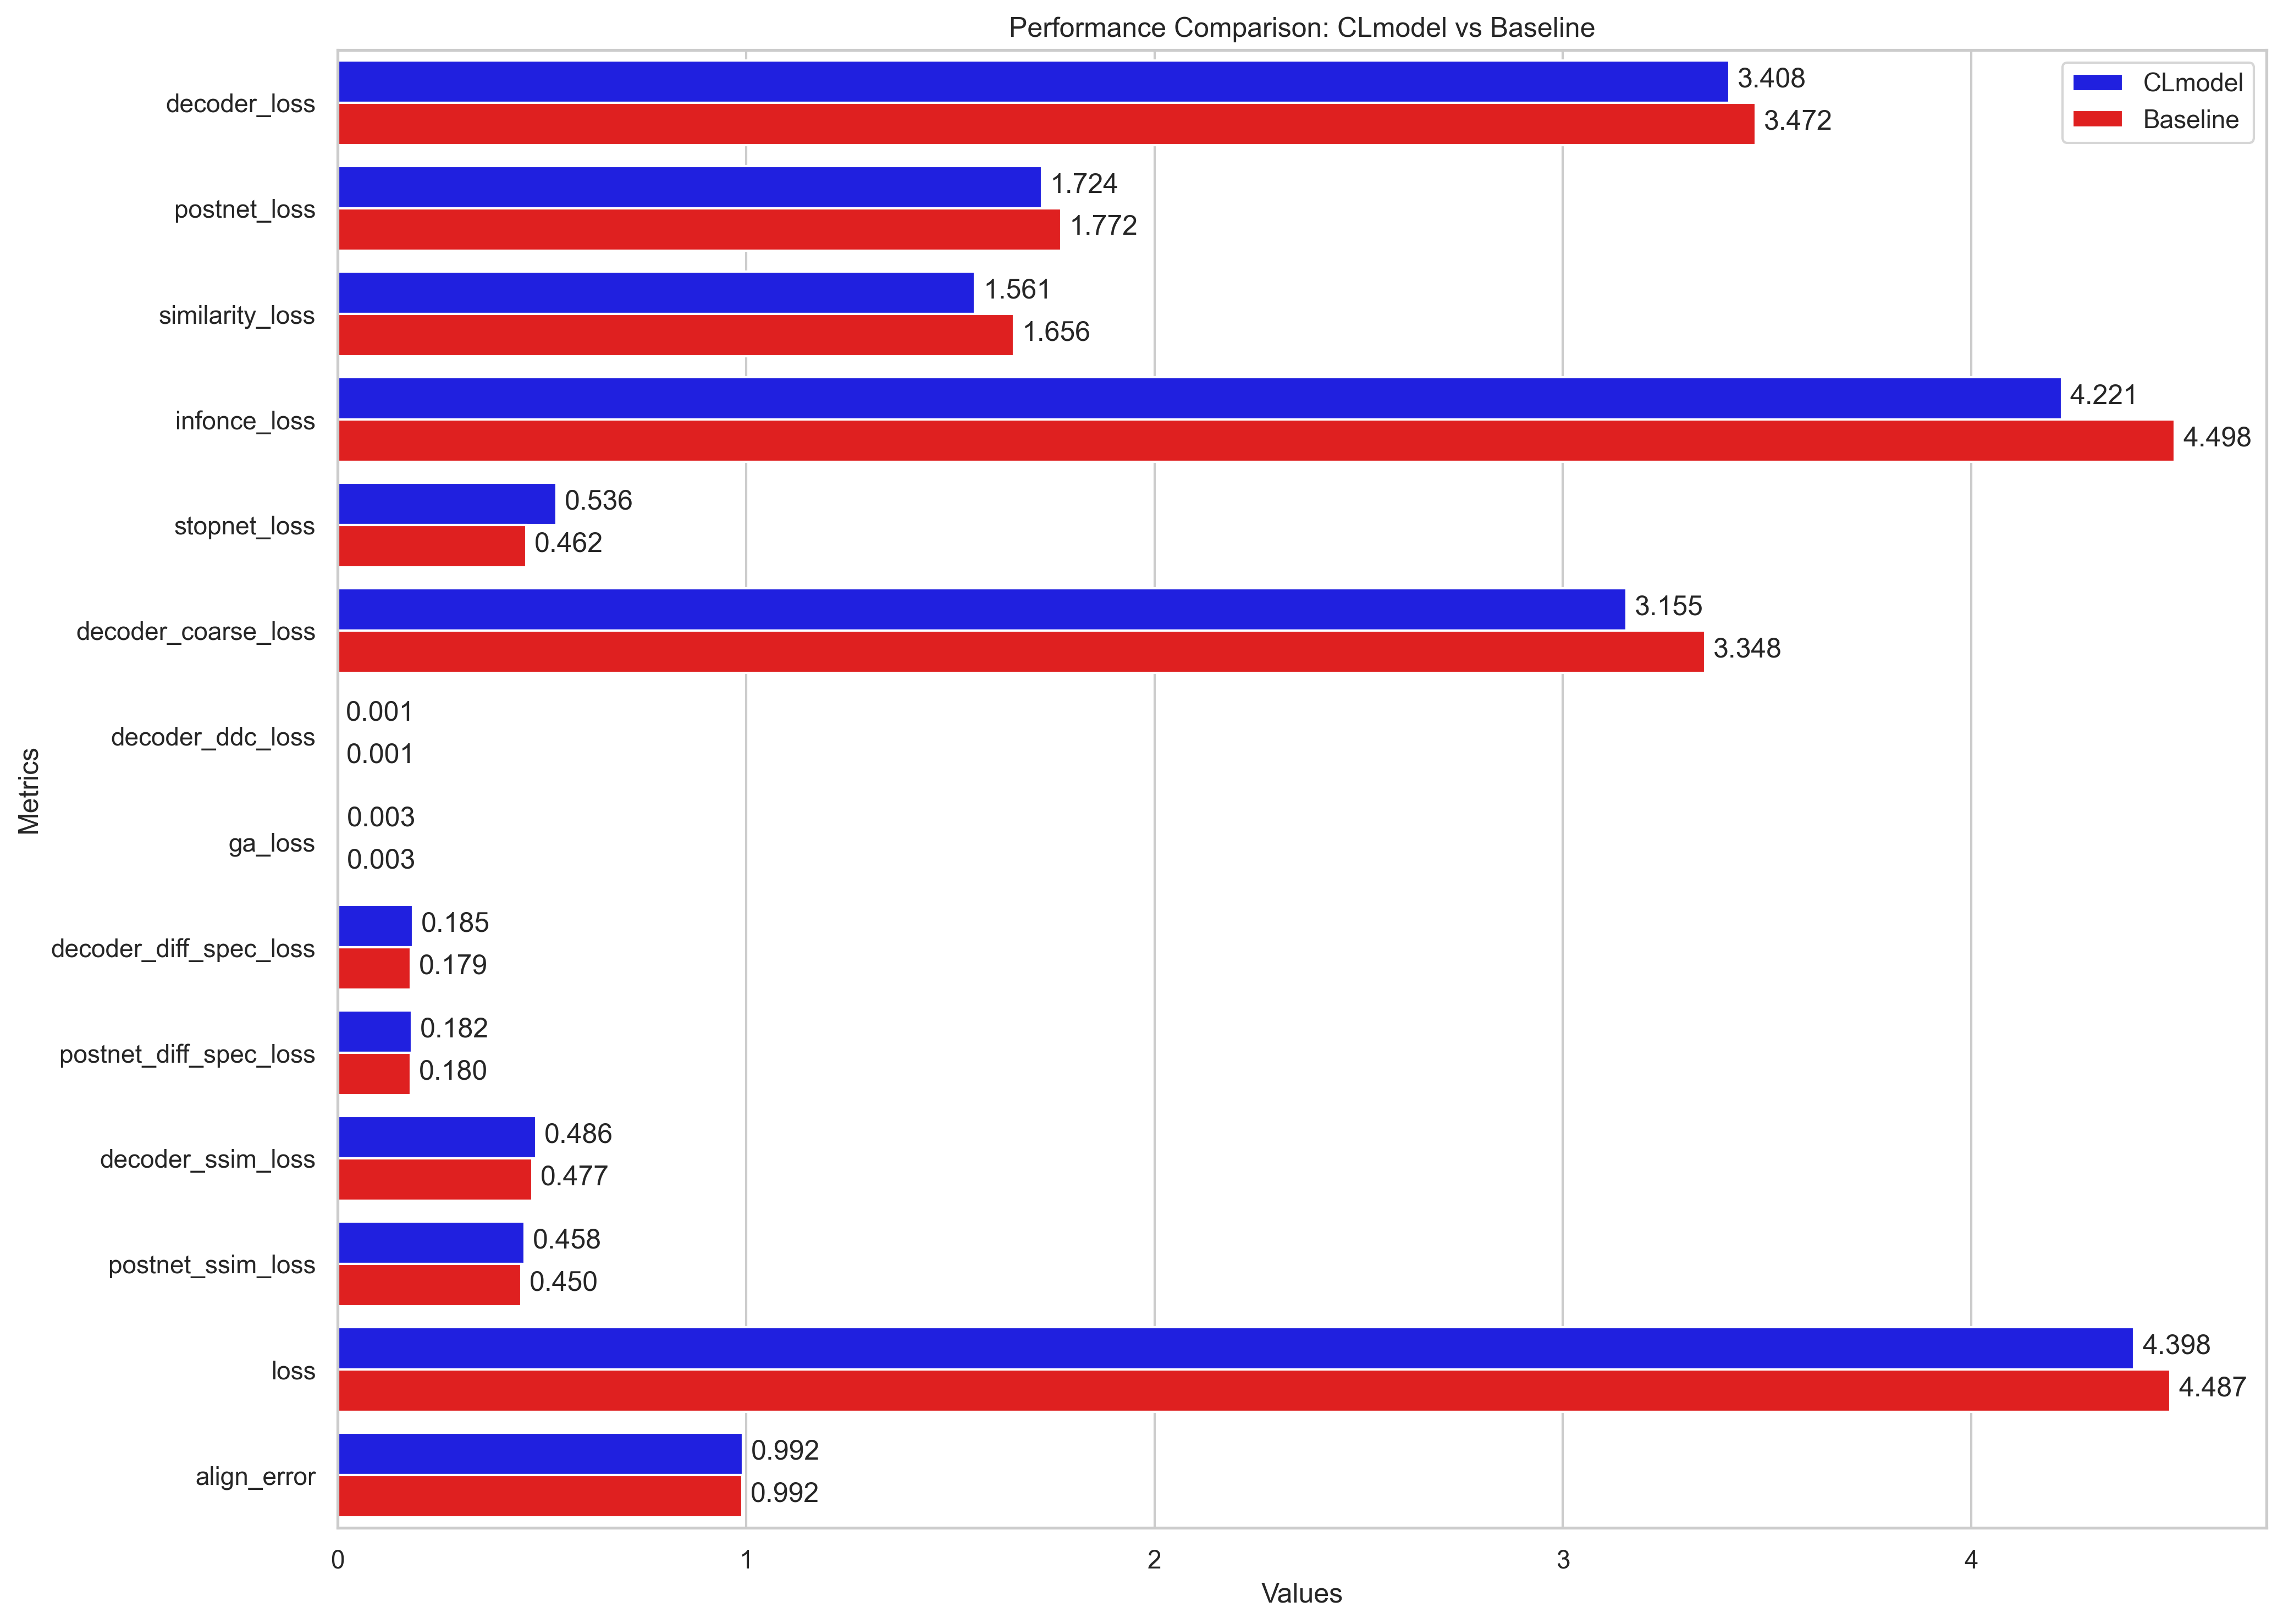 Performance Comparison: CLmodel vs Baseline
CLmodel
Baseline
Metrics
decoder_loss
3.408
3.472
postnet_loss
1.724
1.772
similarity_loss
1.561
1.656
infonce_loss
4.221
4.498
stopnet_loss
0.536
0.462
decoder_coarse_loss
3.155
3.348
decoder_ddc_loss
0.001
0.001
ga_loss
0.003
0.003
decoder_diff_spec_loss
0.185
0.179
postnet_diff_spec_loss
0.182
0.180
decoder_ssim_loss
0.486
0.477
postnet_ssim_loss
0.458
0.450
loss
4.398
4.487
align_error
0.992
0.992
0 1 2 3 4
Values